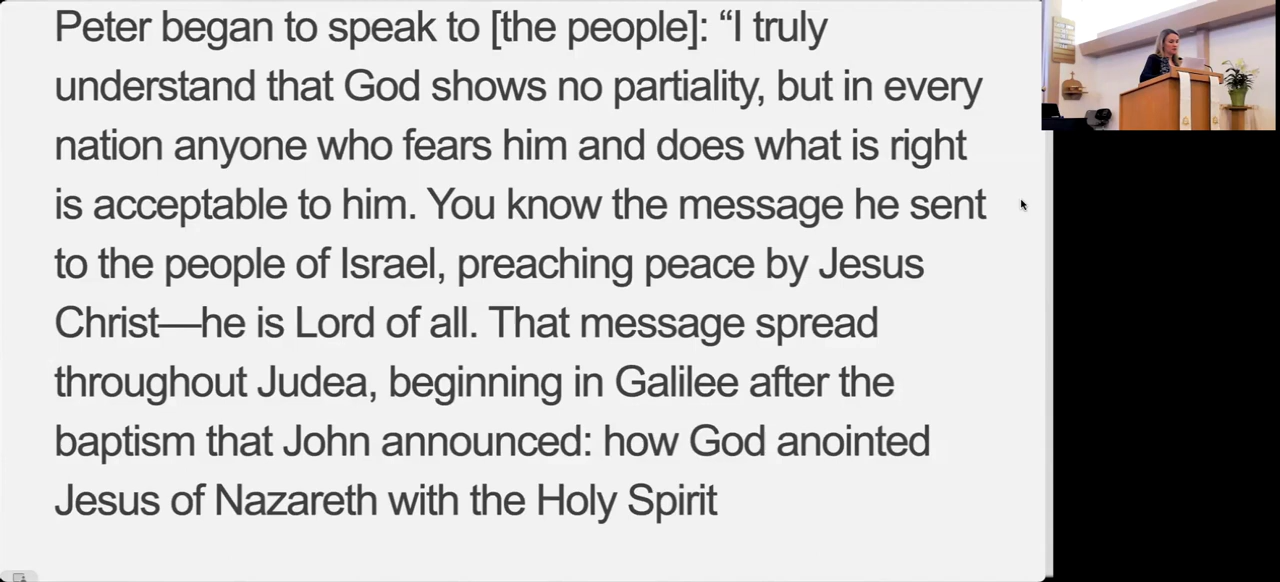 Peter began to speak to [the people]: “I truly
understand that God shows no partiality, but in every
nation anyone who fears him and does what is right
is acceptable to him. You know the message he sent
to the people of Israel, preaching peace by Jesus
Christ—he is Lord of all. That message spread
throughout Judea, beginning in Galilee after the
baptism that John announced: how God anointed
Jesus of Nazareth with the Holy Spirit